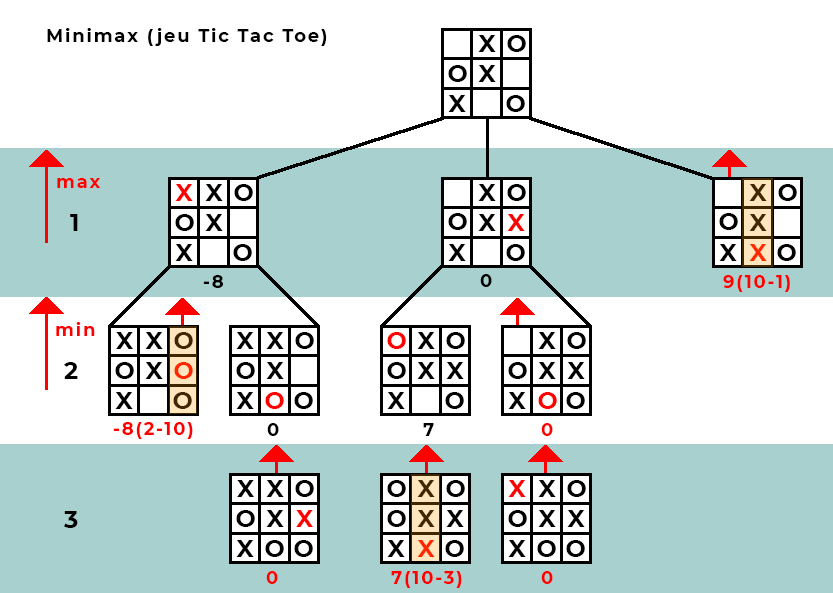 Minimax (jeu Tic Tac Toe)
X O
O X
X O
max
1
X X O
O X
X O
-8
X O
O X X
X O
0
X O
O X
X X O
9(10-1)
min
2
X X O
O X O
X O
-8(2-10)
X X O
O X
X O O
0
O X O
O X X
X O
7
X O
O X X
X O O
0
3
X X O
O X X
X O O
0
O X O
O X X
X X O
7(10-3)
X X O
O X X
X O O
0